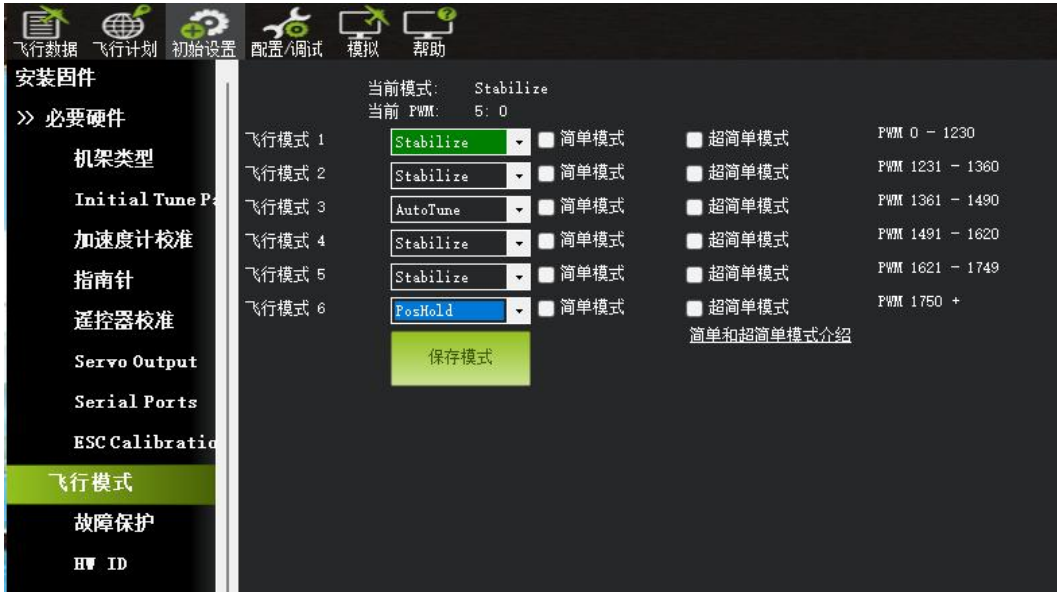 飞行数据 飞行计划 初始设置 配置/调试 模拟 帮助
安装固件
>> 必要硬件
机架类型
Initial Tune Pa
加速度计校准
指南针
遥控器校准
Servo Output
Serial Ports
ESC Calibratio
飞行模式
故障保护
HW ID
当前模式: Stabilize
当前 PWM: 5: 0
飞行模式 1 Stabilize 简单模式 超简单模式 PWM 0 - 1230
飞行模式 2 Stabilize 简单模式 超简单模式 PWM 1231 - 1360
飞行模式 3 AutoTune 简单模式 超简单模式 PWM 1361 - 1490
飞行模式 4 Stabilize 简单模式 超简单模式 PWM 1491 - 1620
飞行模式 5 Stabilize 简单模式 超简单模式 PWM 1621 - 1749
飞行模式 6 PosHold 简单模式 超简单模式 PWM 1750 +
简单和超简单模式介绍
保存模式